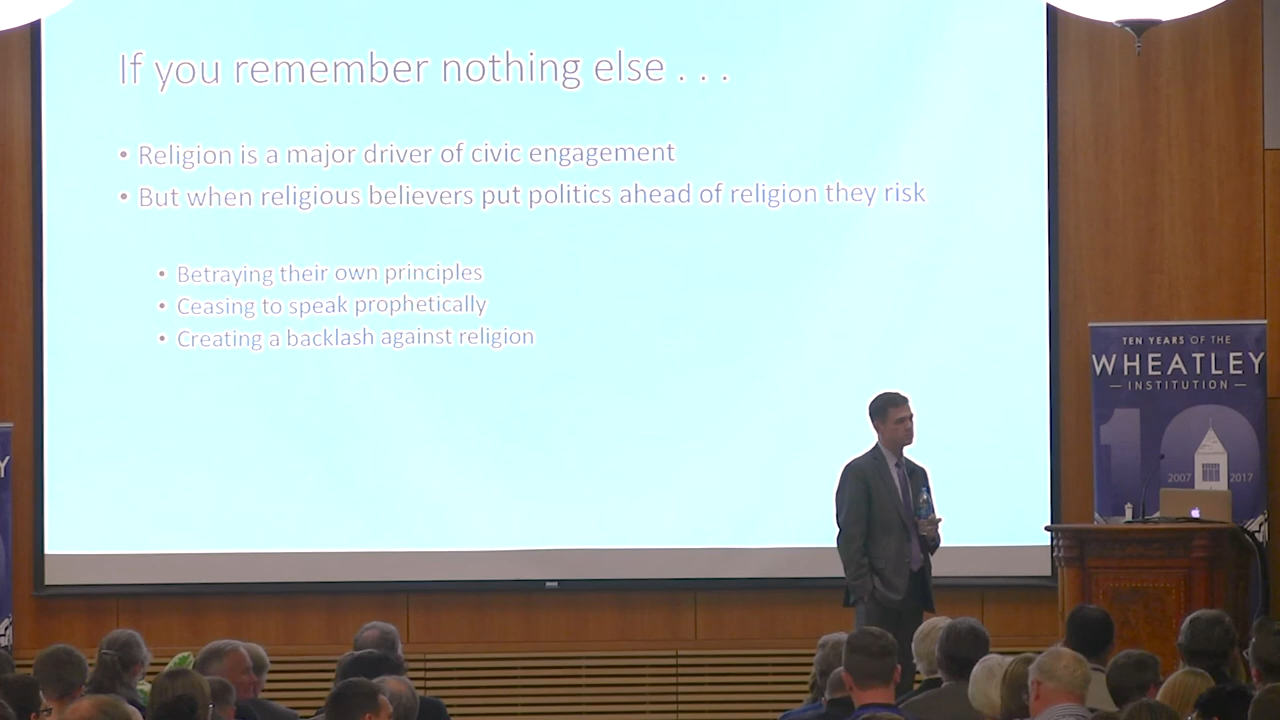 If you remember nothing else . . .
• Religion is a major driver of civic engagement
• But when religious believers put politics ahead of religion they risk
• Betraying their own principles
• Ceasing to speak prophetically
• Creating a backlash against religion
TEN YEARS OF THE
WHEATLEY
— INSTITUTION —
10
2007 2017
Y